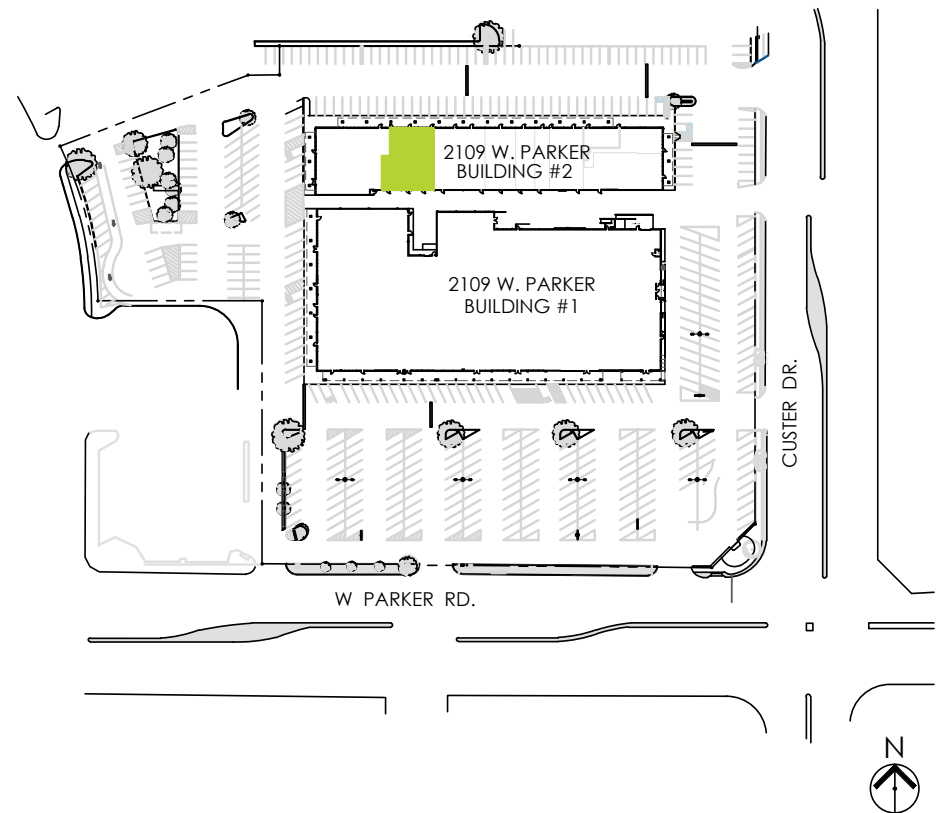 2109 W. PARKER
BUILDING #2
2109 W. PARKER
BUILDING #1
CUSTER DR.
W PARKER RD.
N